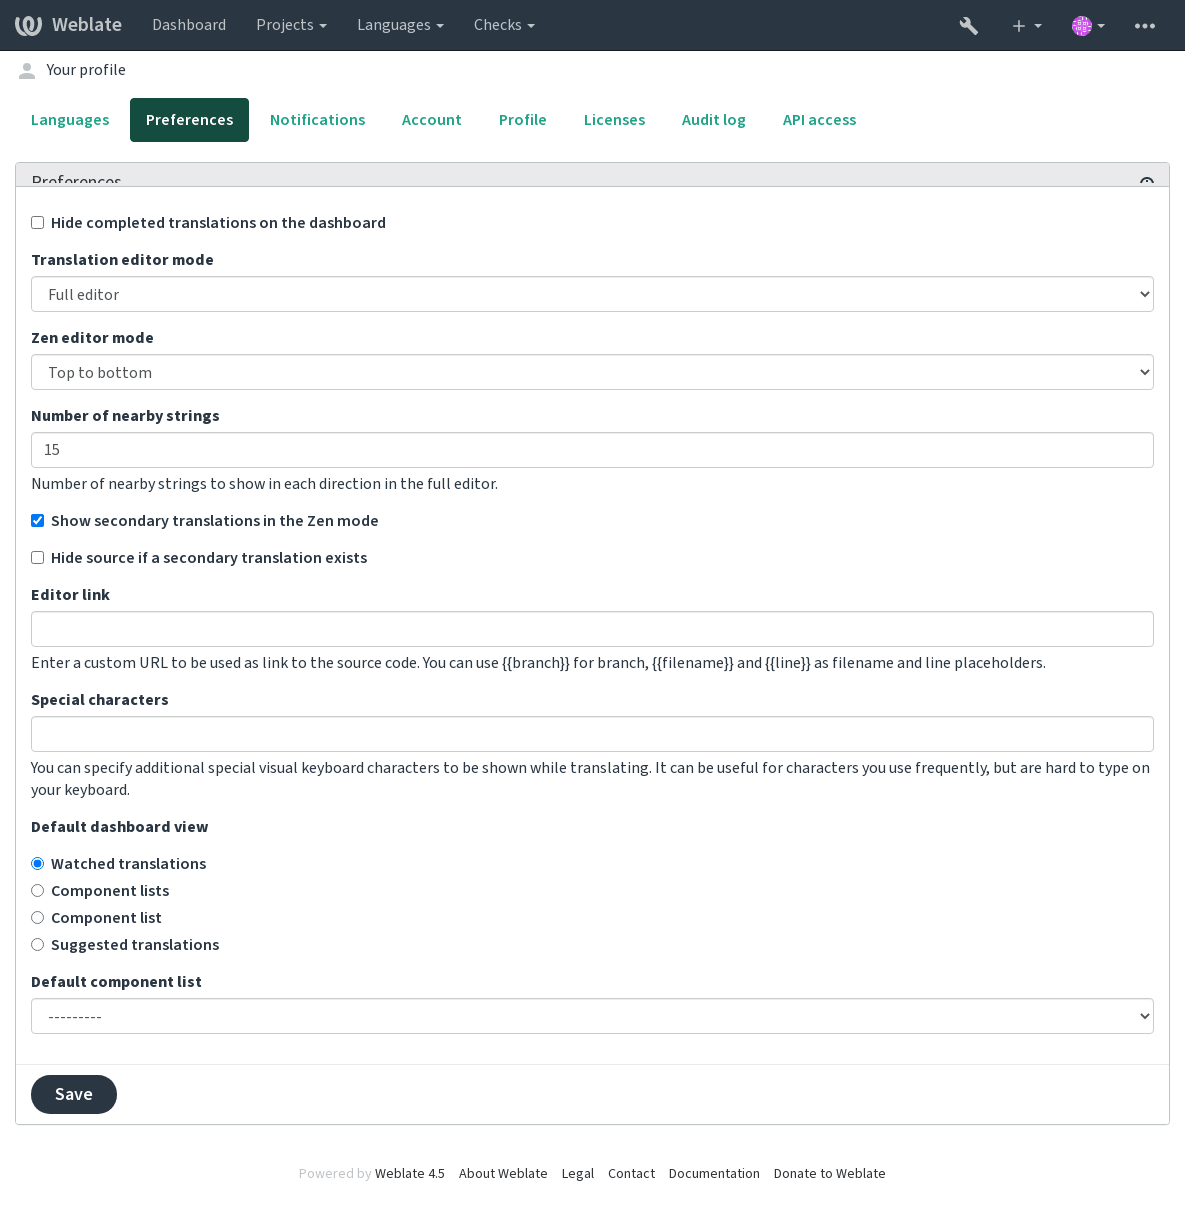 Weblate Dashboard Projects Languages Checks
Your profile
Languages Preferences Notifications Account Profile Licenses Audit log API access
Preferences
Hide completed translations on the dashboard
Translation editor mode
Full editor
Zen editor mode
Top to bottom
Number of nearby strings
15
Number of nearby strings to show in each direction in the full editor.
Show secondary translations in the Zen mode
Hide source if a secondary translation exists
Editor link
Enter a custom URL to be used as link to the source code. You can use {{branch}} for branch, {{filename}} and {{line}} as filename and line placeholders.
Special characters
You can specify additional special visual keyboard characters to be shown while translating. It can be useful for characters you use frequently, but are hard to type on
your keyboard.
Default dashboard view
Watched translations
Component lists
Component list
Suggested translations
Default component list
---------
Save
Powered by Weblate 4.5 About Weblate Legal Contact Documentation Donate to Weblate